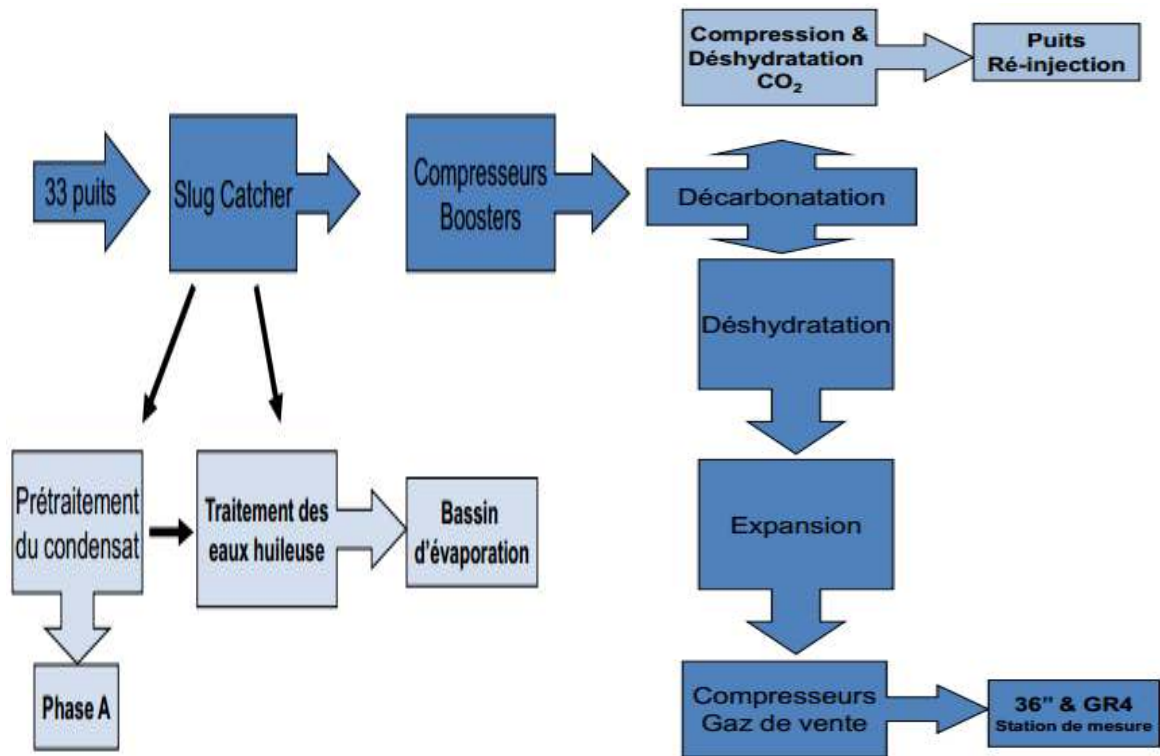 Compression &
Déshydratation
CO₂
Puits
Ré-injection
33 puits
Slug Catcher
Compresseurs
Boosters
Décarbonatation
Déshydratation
Prétraitement
du condensat
Traitement des
eaux huileuse
Bassin
d'évaporation
Expansion
Phase A
Compresseurs
Gaz de vente
36” & GR4
Station de mesure